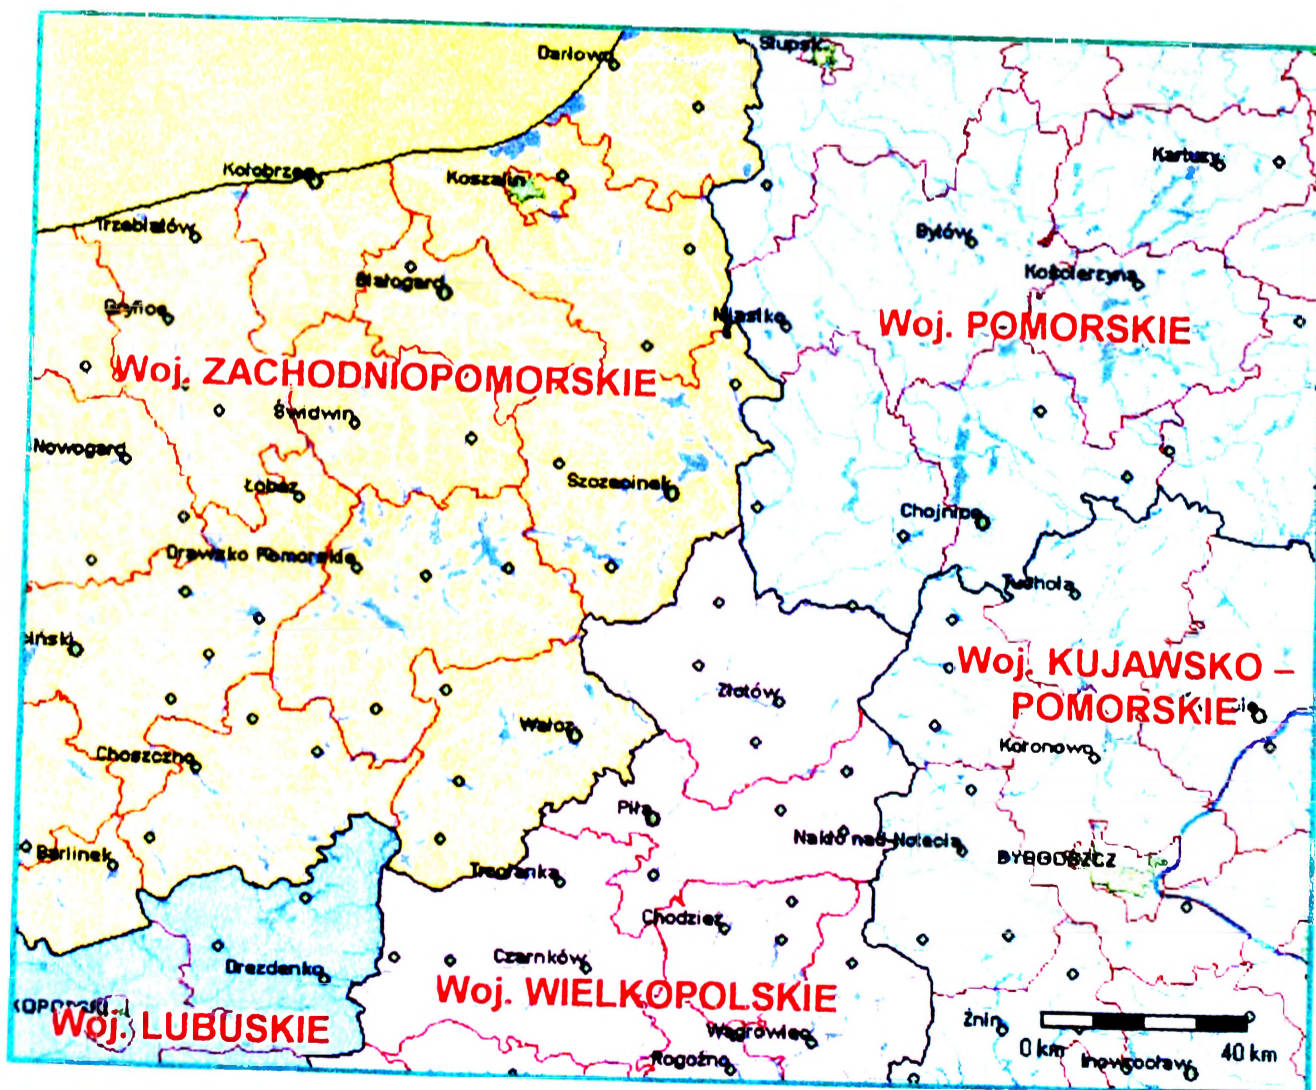 Darłowo
Słupsk
Kartuzy
Kołobrzeg
Koszalin
Trzebiatów
Bytów
Kościerzyna
Białogard
Gryfice
Miastko
Woj. POMORSKIE
Woj. ZACHODNIOPOMORSKIE
Świdwin
Nowogard
Łobez
Szczecinek
Chojnice
Drawsko Pomorskie
Tuchola
iński
Woj. KUJAWSKO –
POMORSKIE
Złotów
Wałcz
Koronowo
Choszczno
Piła
Nakło nad Notecią
BYDGOSZCZ
Barlinek
Trzcianka
Chodzież
Czarnków
Drezdenko
Woj. WIELKOPOLSKIE
Woj. LUBUSKIE
Żnin
Wągrowiec
0 km 40 km
Rogoźno
Inowrocław